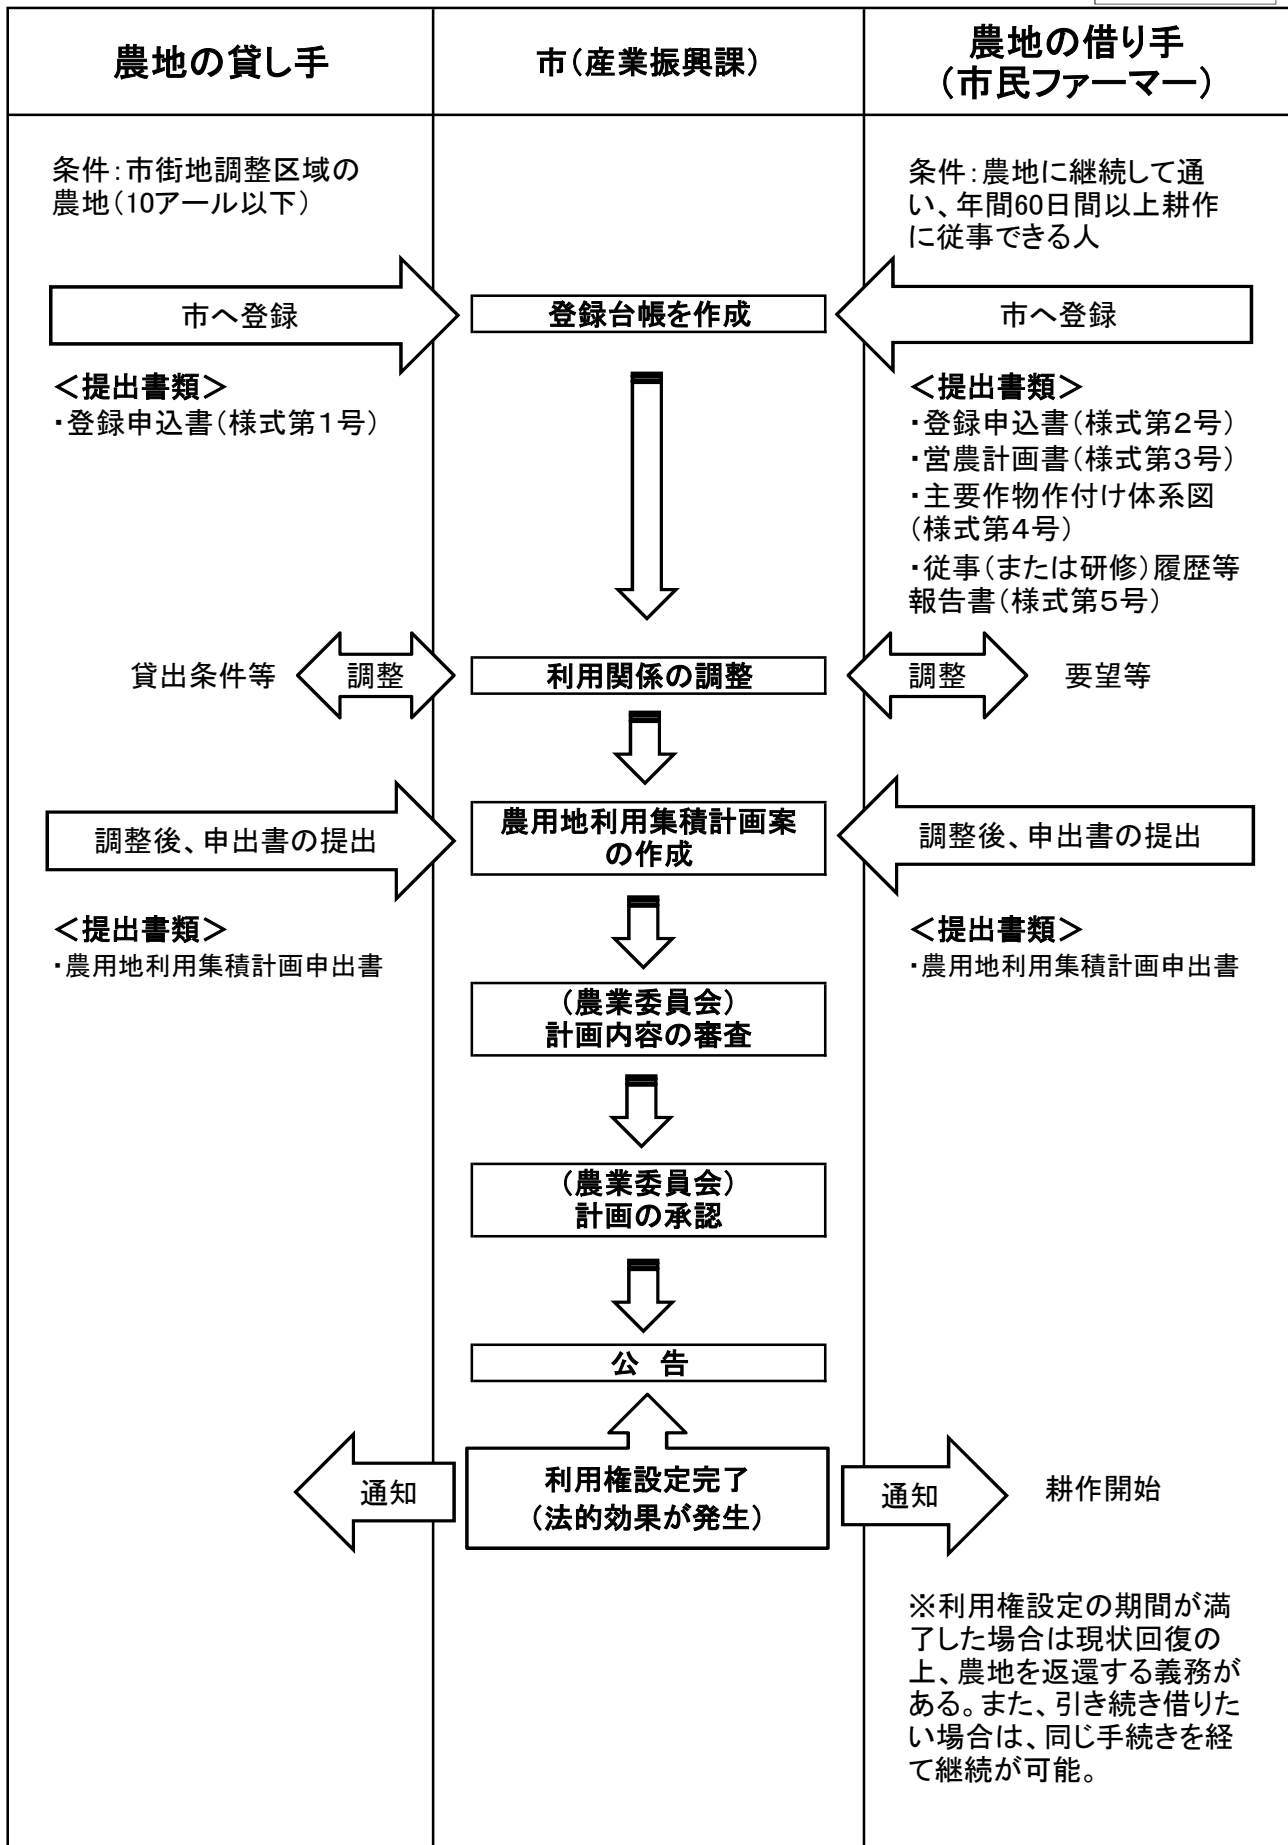 農地の貸し手
市(産業振興課)
農地の借り手
(市民ファーマー)
条件:市街地調整区域の
農地(10アール以下)
条件:農地に継続して通
い、年間60日間以上耕作
に従事できる人
市へ登録
登録台帳を作成
市へ登録
<提出書類>
・登録申込書(様式第1号)
<提出書類>
・登録申込書(様式第2号)
・営農計画書(様式第3号)
・主要作物作付け体系図
(様式第4号)
・従事(または研修)履歴等
報告書(様式第5号)
貸出条件等
調整
利用関係の調整
調整
要望等
調整後、申出書の提出
農用地利用集積計画案
の作成
調整後、申出書の提出
<提出書類>
・農用地利用集積計画申出書
<提出書類>
・農用地利用集積計画申出書
(農業委員会)
計画内容の審査
(農業委員会)
計画の承認
公 告
通知
利用権設定完了
(法的効果が発生)
通知
耕作開始
※利用権設定の期間が満
了した場合は現状回復の
上、農地を返還する義務が
ある。また、引き続き借りた
い場合は、同じ手続きを経
て継続が可能。